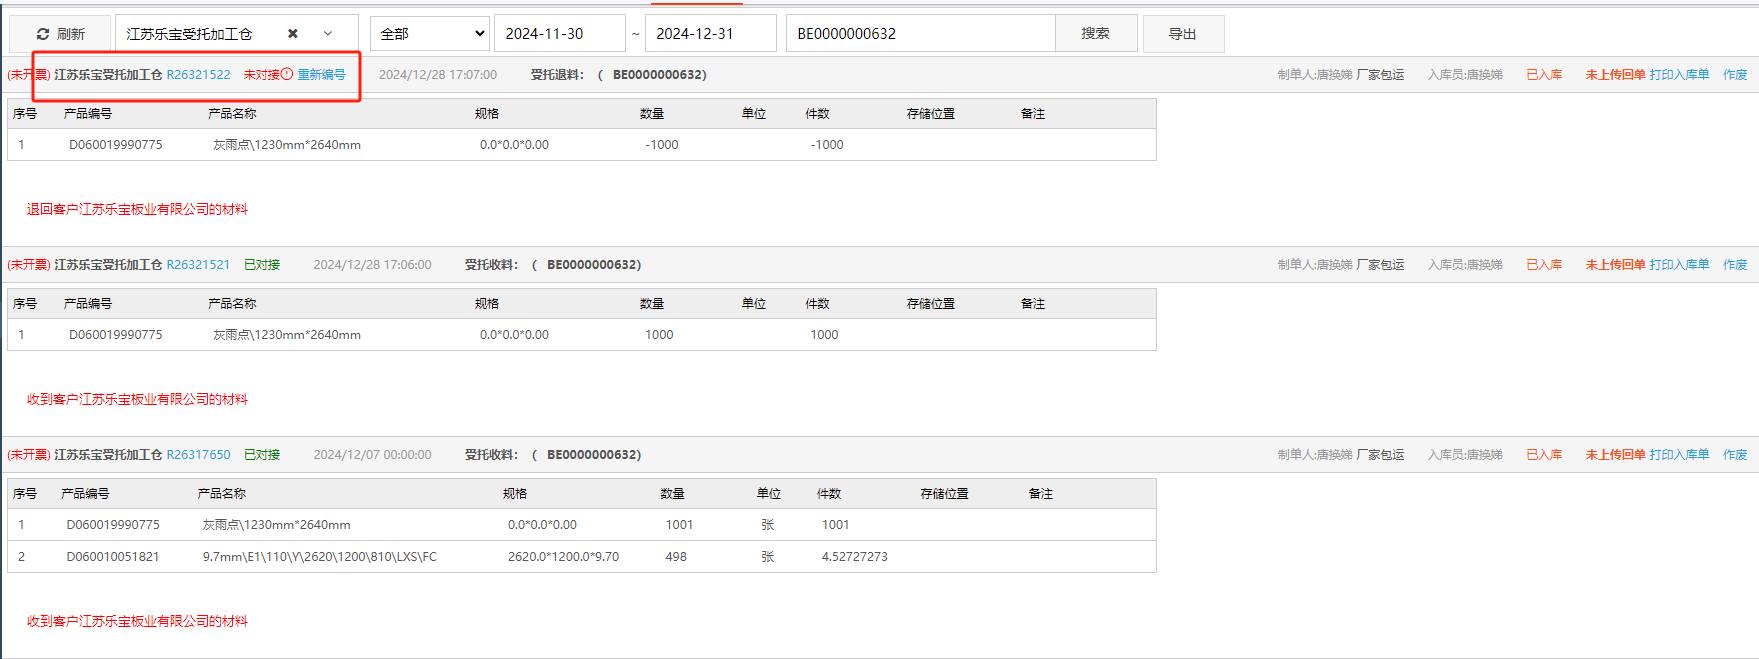 刷新 江苏乐宝受托加工仓 全部 2024-11-30 ~ 2024-12-31 BE0000000632 搜索 导出
(未开票) 江苏乐宝受托加工仓 R26321522 未对接 重新编号 2024/12/28 17:07:00 受托退料： ( BE0000000632) 制单人:唐换娣 厂家包运 入库员:唐换娣 已入库 未上传回单 打印入库单 作废
序号 产品编号 产品名称 规格 数量 单位 件数 存储位置 备注
1 D060019990775 灰雨点\1230mm*2640mm 0.0*0.0*0.00 -1000 -1000
退回客户江苏乐宝板业有限公司的材料
(未开票) 江苏乐宝受托加工仓 R26321521 已对接 2024/12/28 17:06:00 受托收料： ( BE0000000632) 制单人:唐换娣 厂家包运 入库员:唐换娣 已入库 未上传回单 打印入库单 作废
序号 产品编号 产品名称 规格 数量 单位 件数 存储位置 备注
1 D060019990775 灰雨点\1230mm*2640mm 0.0*0.0*0.00 1000 1000
收到客户江苏乐宝板业有限公司的材料
(未开票) 江苏乐宝受托加工仓 R26317650 已对接 2024/12/07 00:00:00 受托收料： ( BE0000000632) 制单人:唐换娣 厂家包运 入库员:唐换娣 已入库 未上传回单 打印入库单 作废
序号 产品编号 产品名称 规格 数量 单位 件数 存储位置 备注
1 D060019990775 灰雨点\1230mm*2640mm 0.0*0.0*0.00 1001 张 1001
2 D060010051821 9.7mm\E1\110\Y\2620\1200\810\LXS\FC 2620.0*1200.0*9.70 498 张 4.52727273
收到客户江苏乐宝板业有限公司的材料